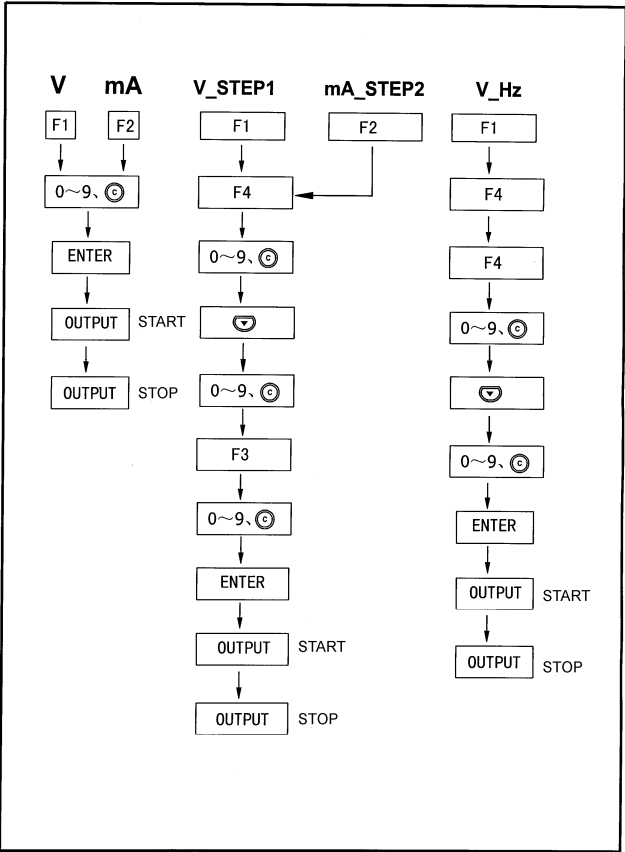 V mA V_STEP1 mA_STEP2 V_Hz
F1 F2
0~9、C
ENTER
OUTPUT START
OUTPUT STOP
F1
F4
0~9、C
0~9、C
F3
0~9、C
ENTER
OUTPUT START
OUTPUT STOP
F2
F1
F4
F4
0~9、C
0~9、C
ENTER
OUTPUT START
OUTPUT STOP